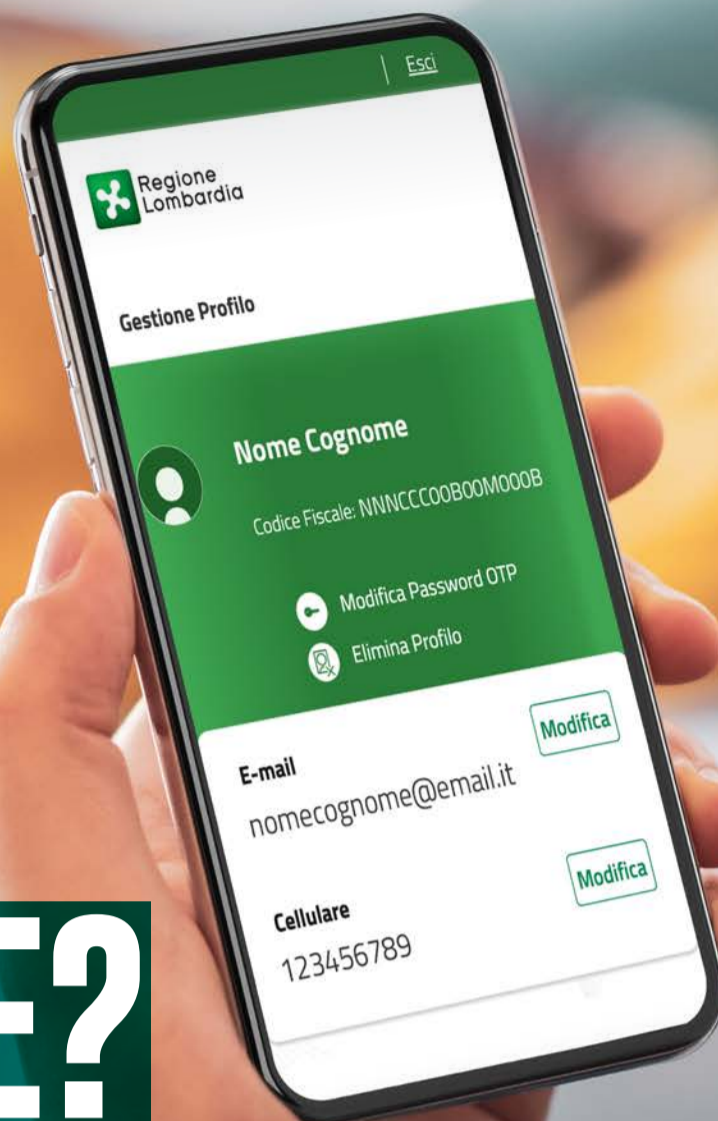 Esci
Regione
Lombardia
Gestione Profilo
Nome Cognome
Codice Fiscale: NNNCCC00B00M000B
Modifica Password OTP
Elimina Profilo
E-mail
Modifica
nomecognome@email.it
Cellulare
Modifica
123456789
E?